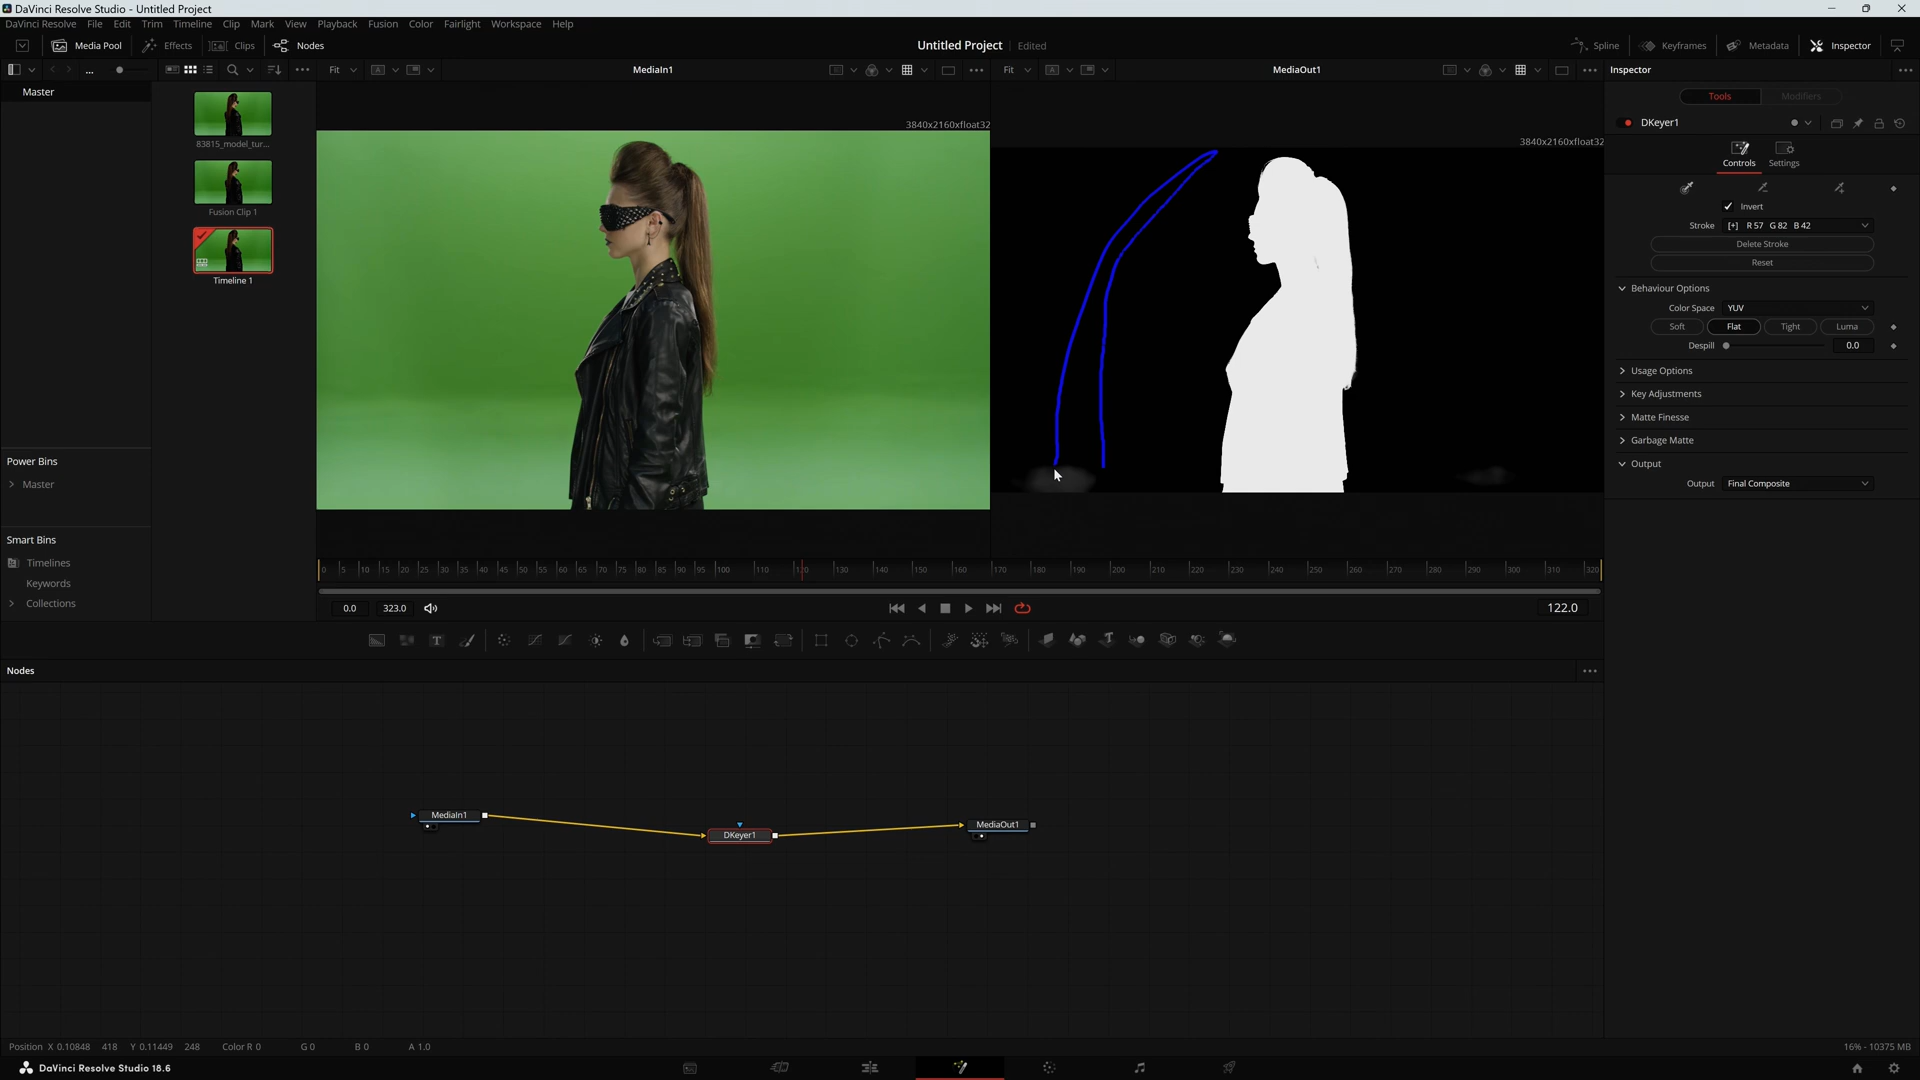 DaVinci Resolve Studio - Untitled Project
DaVinci Resolve File Edit Trim Timeline Clip Mark View Playback Fusion Color Fairlight Workspace Help
Media Pool Effects Clips Nodes Untitled Project Edited Spline Keyframes Metadata Inspector
... Fit MediaIn1 Fit MediaOut1 Inspector
Master
Tools Modifiers
DKeyer1
3840x2160xfloat32
3840x2160xfloat32
83815_model_tur...
Controls Settings
Invert
Fusion Clip 1
Stroke [+] R 57 G 82 B 42
Delete Stroke
Reset
Timeline 1
Behaviour Options
Color Space YUV
Soft Flat Tight Luma
Despill 0.0
Usage Options
Key Adjustments
Matte Finesse
Garbage Matte
Output
Output Final Composite
Power Bins
Master
Smart Bins
Timelines
Keywords
Collections
0 5 10 15 20 25 30 35 40 45 50 55 60 65 70 75 80 85 90 95 100 110 120 130 140 150 160 170 180 190 200 210 220 230 240 250 260 270 280 290 300 310 320
0.0 323.0 122.0
Nodes
MediaIn1
DKeyer1
MediaOut1
Position X 0.10848 418 Y 0.11449 248 Color R 0 G 0 B 0 A 1.0 16% - 10375 MB
DaVinci Resolve Studio 18.6